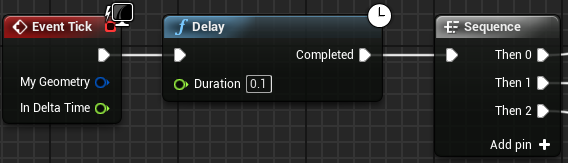 Event Tick
My Geometry
In Delta Time
Delay
Completed
Duration 0.1
Sequence
Then 0
Then 1
Then 2
Add pin